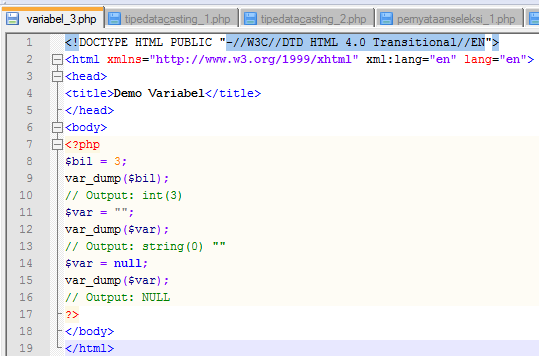 variabel_3.php tipedatacasting_1.php tipedatacasting_2.php pernyataanseleksi_1.php
1 <!DOCTYPE HTML PUBLIC "-//W3C//DTD HTML 4.0 Transitional//EN">
2 <html xmlns="http://www.w3.org/1999/xhtml" xml:lang="en" lang="en">
3 <head>
4 <title>Demo Variabel</title>
5 </head>
6 <body>
7 <?php
8 $bil = 3;
9 var_dump($bil);
10 // Output: int(3)
11 $var = "";
12 var_dump($var);
13 // Output: string(0) ""
14 $var = null;
15 var_dump($var);
16 // Output: NULL
17 ?>
18 </body>
19 </html>